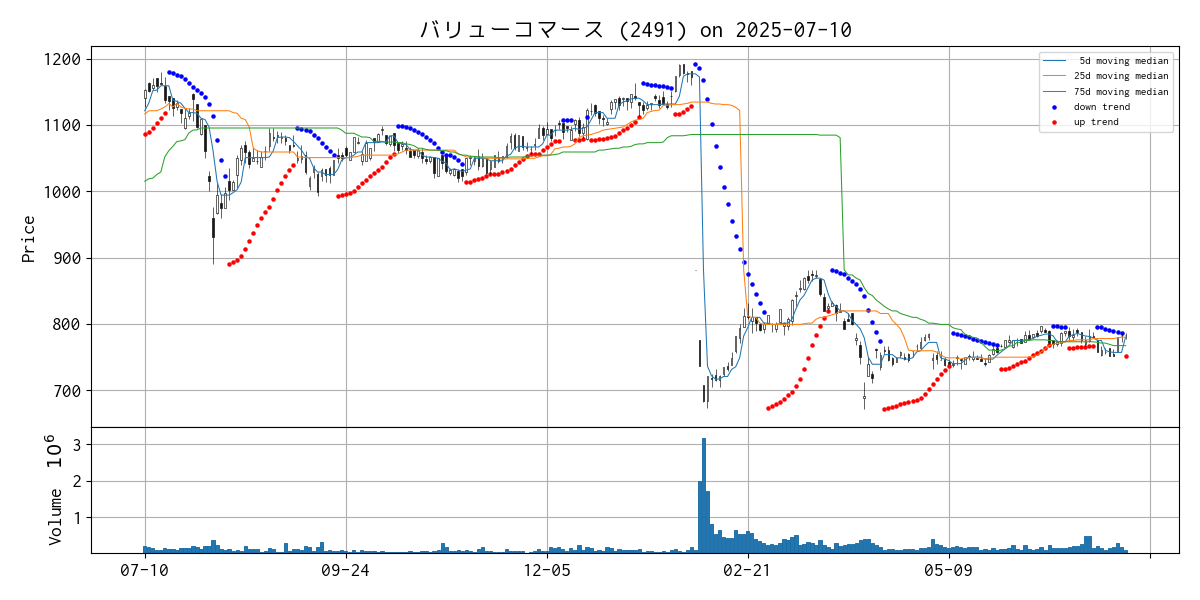 バリューコマース (2491) on 2025-07-10
1200
1100
1000
900
800
700
Price
5d moving median
25d moving median
75d moving median
down trend
up trend
3
2
1
Volume 10^6
07-10
09-24
12-05
02-21
05-09